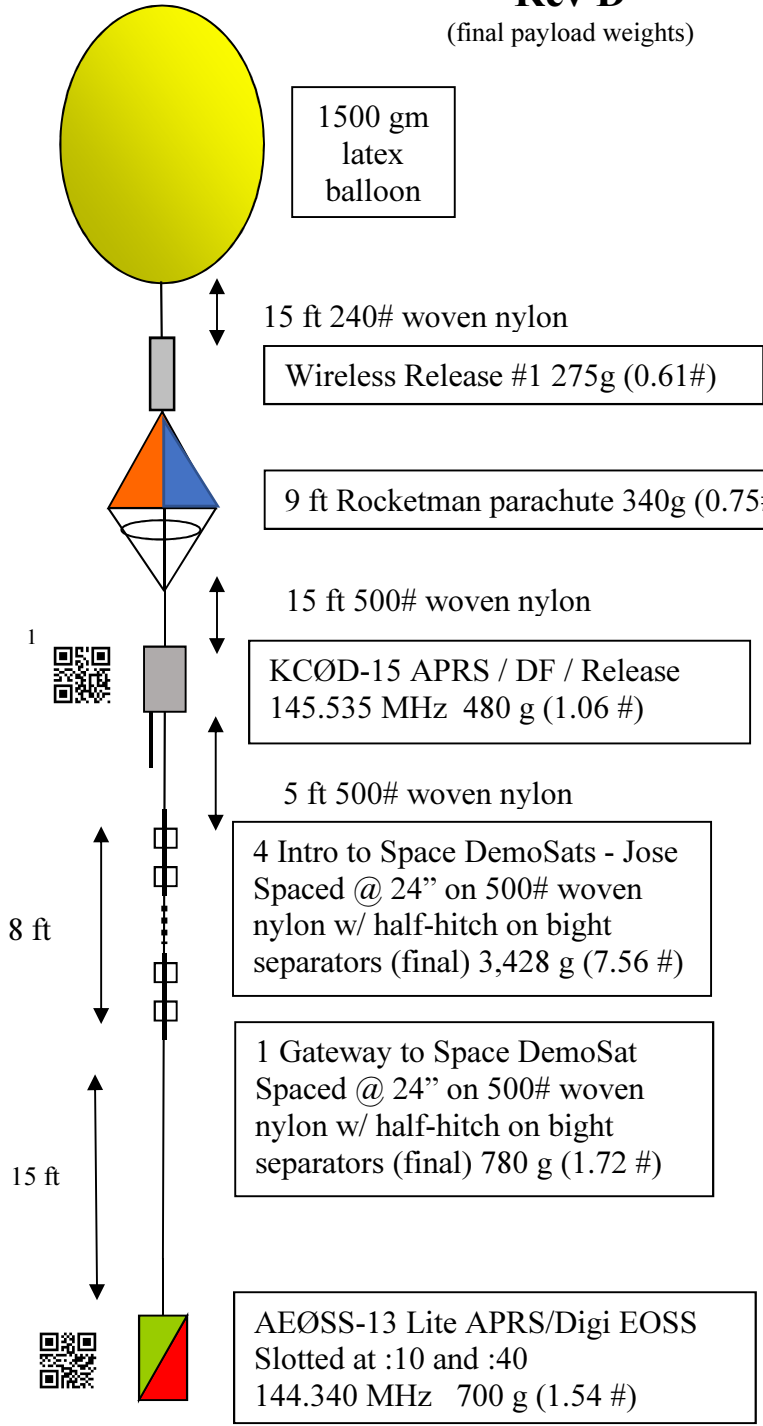 (final payload weights)
1500 gm
latex
balloon
15 ft 240# woven nylon
Wireless Release #1 275g (0.61#)
9 ft Rocketman parachute 340g (0.75#
15 ft 500# woven nylon
1
KCØD-15 APRS / DF / Release
145.535 MHz  480 g (1.06 #)
5 ft 500# woven nylon
4 Intro to Space DemoSats - Jose
Spaced @ 24” on 500# woven
nylon w/ half-hitch on bight
separators (final) 3,428 g (7.56 #)
8 ft
1 Gateway to Space DemoSat
Spaced @ 24” on 500# woven
nylon w/ half-hitch on bight
separators (final) 780 g (1.72 #)
15 ft
AEØSS-13 Lite APRS/Digi EOSS
Slotted at :10 and :40
144.340 MHz   700 g (1.54 #)